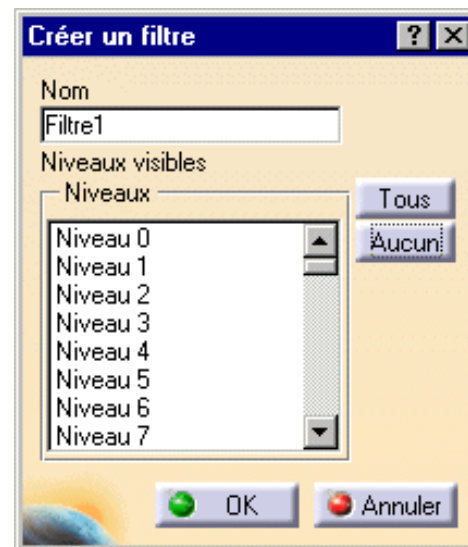 Créer un filtre
Nom
Filtre1
Niveaux visibles
Niveaux
Tous
Aucun
Niveau 0
Niveau 1
Niveau 2
Niveau 3
Niveau 4
Niveau 5
Niveau 6
Niveau 7
OK
Annuler